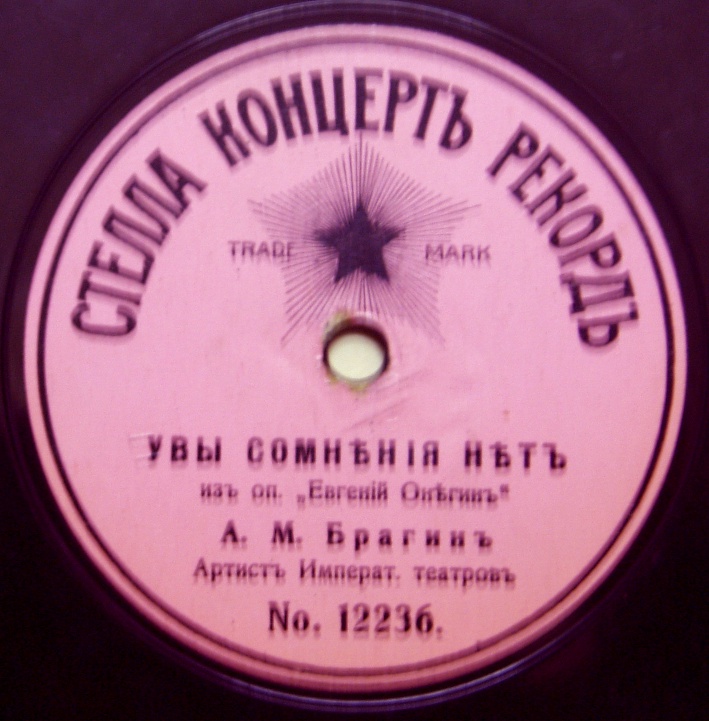 СТЕЛЛА КОНЦЕРТЪ РЕКОРДЪ
TRADE MARK
УВЫ СОМНѢНІЯ НѢТЪ
изъ оп. „Евгеній Онѣгинъ“
А. М. Брагинъ
Артистъ Императ. театровъ
No. 12236.